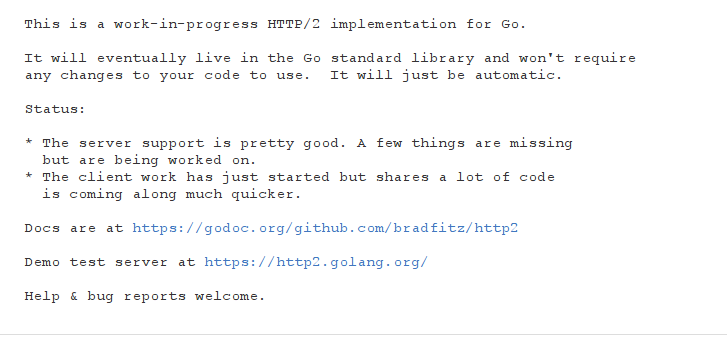 This is a work-in-progress HTTP/2 implementation for Go.
It will eventually live in the Go standard library and won't require
any changes to your code to use.  It will just be automatic.
Status:
* The server support is pretty good. A few things are missing
but are being worked on.
* The client work has just started but shares a lot of code
is coming along much quicker.
Docs are at https://godoc.org/github.com/bradfitz/http2
Demo test server at https://http2.golang.org/
Help & bug reports welcome.